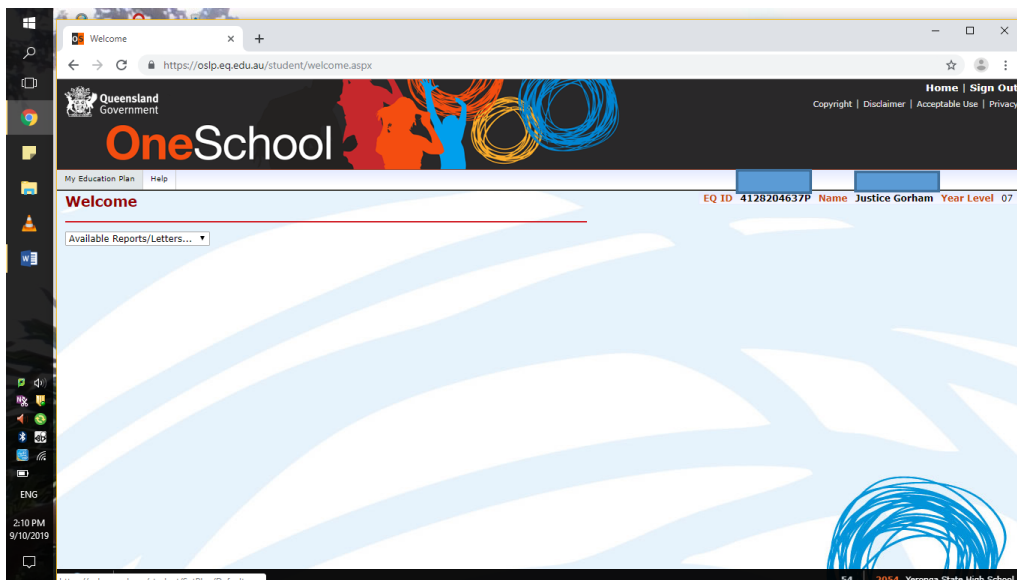 Welcome
https://oslp.eq.edu.au/student/welcome.aspx
Home | Sign Out
Copyright | Disclaimer | Acceptable Use | Privacy
Queensland
Government
OneSchool
My Education Plan Help
Welcome
EQ ID 4128204637P Name Justice Gorham Year Level 07
Available Reports/Letters...
ENG
2:10 PM
9/10/2019
54 2054 Yeronga State High School